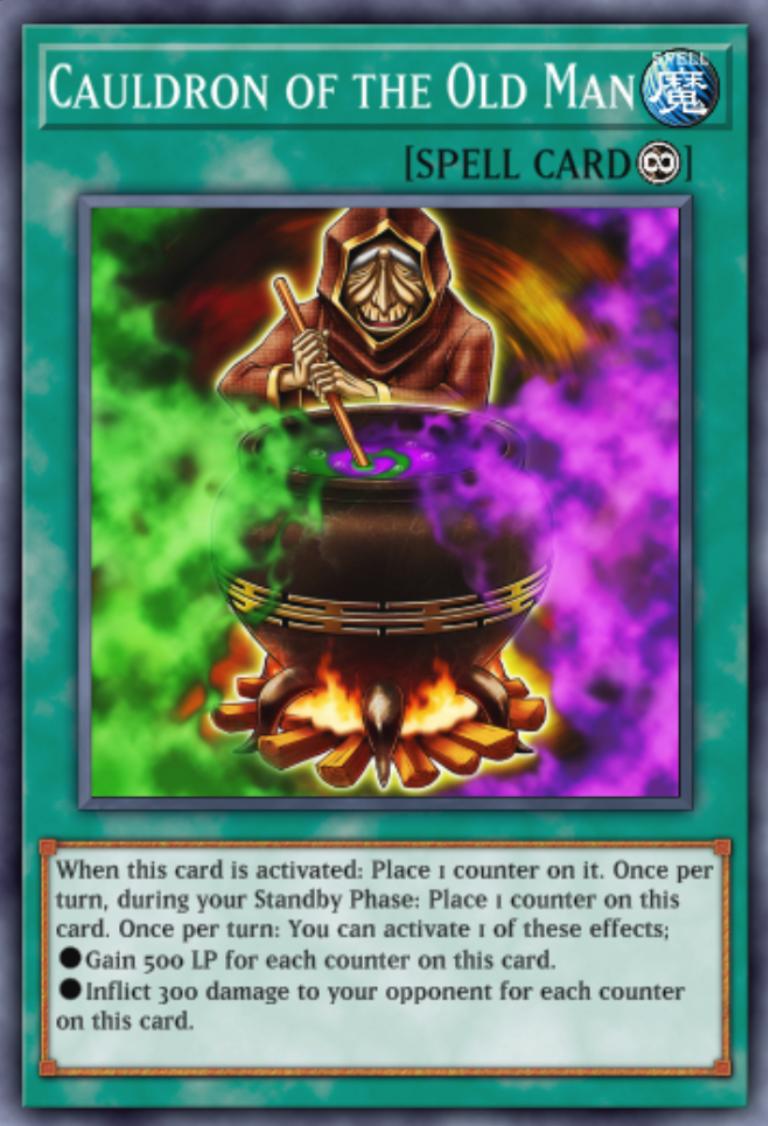 CAULDRON OF THE OLD MAN
SPELL
魔
[SPELL CARD]
When this card is activated: Place 1 counter on it. Once per
turn, during your Standby Phase: Place 1 counter on this
card. Once per turn: You can activate 1 of these effects;
●Gain 500 LP for each counter on this card.
●Inflict 300 damage to your opponent for each counter
on this card.